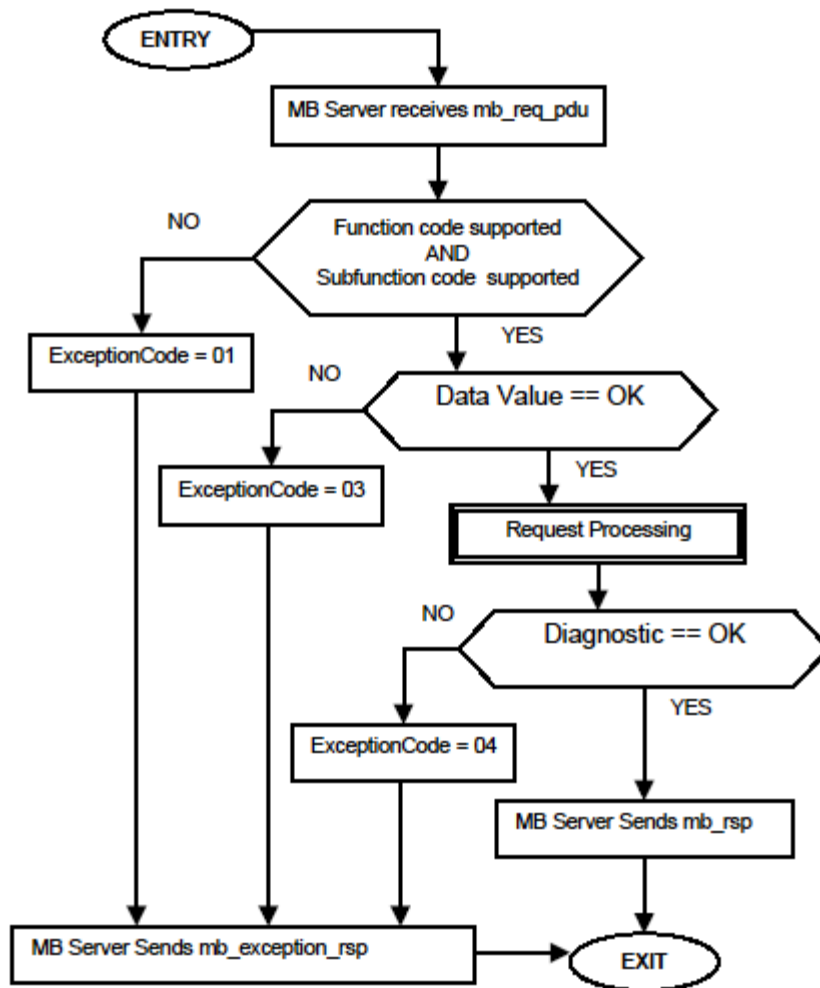 ENTRY
MB Server receives mb_req_pdu
NO
Function code supported
AND
Subfunction code supported
YES
ExceptionCode = 01
NO
Data Value == OK
YES
ExceptionCode = 03
Request Processing
NO
Diagnostic == OK
YES
ExceptionCode = 04
MB Server Sends mb_rsp
MB Server Sends mb_exception_rsp
EXIT